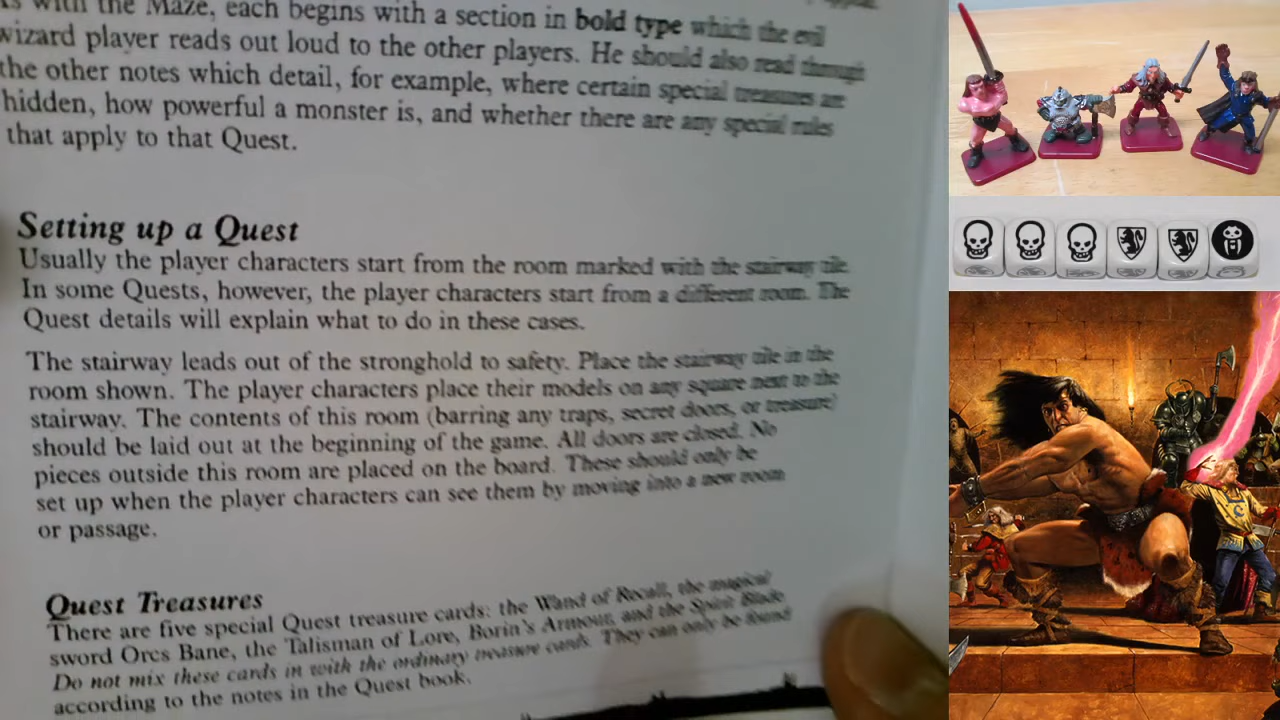 with the Maze, each begins with a section in bold type which the evil
wizard player reads out loud to the other players. He should also read through
the other notes which detail, for example, where certain special treasures are
hidden, how powerful a monster is, and whether there are any special rules
that apply to that Quest.
Setting up a Quest
Usually the player characters start from the room marked with the stairway tile.
In some Quests, however, the player characters start from a different room. The
Quest details will explain what to do in these cases.
The stairway leads out of the stronghold to safety. Place the stairway tile in the
room shown. The player characters place their models on any square next to the
stairway. The contents of this room (barring any traps, secret doors, or treasure)
should be laid out at the beginning of the game. All doors are closed. No
pieces outside this room are placed on the board. These should only be
set up when the player characters can see them by moving into a new room
or passage.
Quest Treasures
There are five special Quest treasure cards: the Wand of Recall, the magical
sword Orcs Bane, the Talisman of Lore, Borin's Armour, and the Spirit Blade
Do not mix these cards in with the ordinary treasure cards. They can only be found
according to the notes in the Quest book.